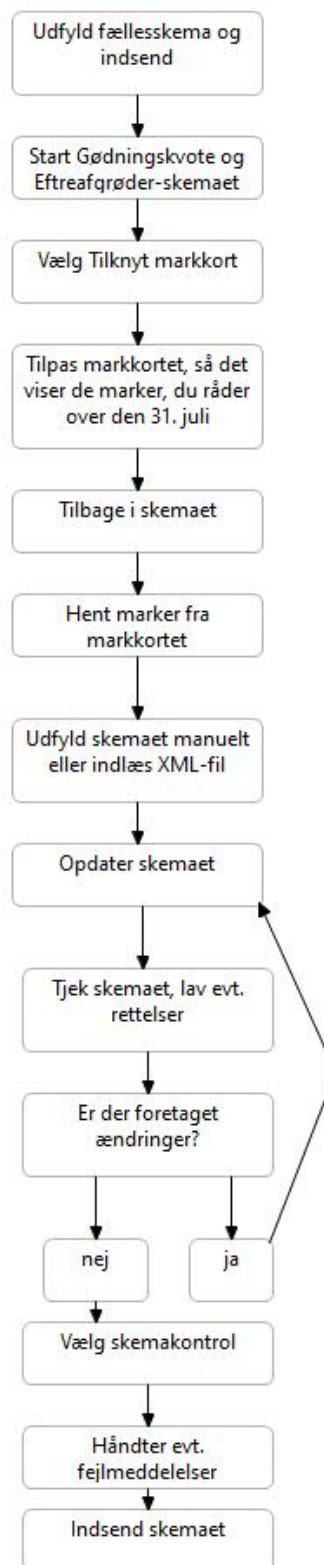 Udfyld fællesskema og
indsend
Start Gødningskvote og
Eftreafgrøder-skemaet
Vælg Tilknyt markkort
Tilpas markkortet, så det
viser de marker, du råder
over den 31. juli
Tilbage i skemaet
Hent marker fra
markkortet
Udfyld skemaet manuelt
eller indlæs XML-fil
Opdater skemaet
Tjek skemaet, lav evt.
rettelser
Er der foretaget
ændringer?
nej
ja
Vælg skemakontrol
Håndter evt.
fejlmeddelelser
Indsend skemaet